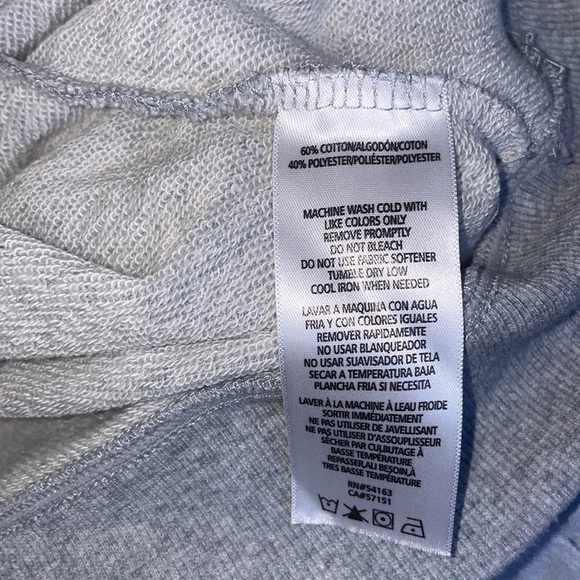 60% COTTON/ALGODÓN/COTON
40% POLYESTER/POLIÉSTER/POLYESTER
MACHINE WASH COLD WITH
LIKE COLORS ONLY
REMOVE PROMPTLY
DO NOT BLEACH
DO NOT USE FABRIC SOFTENER
TUMBLE DRY LOW
COOL IRON WHEN NEEDED
LAVAR A MAQUINA CON AGUA
FRIA Y CON COLORES IGUALES
REMOVER RAPIDAMENTE
NO USAR BLANQUEADOR
NO USAR SUAVISADOR DE TELA
SECAR A TEMPERATURA BAJA
PLANCHA FRIA SI NECESITA
LAVER À LA MACHINE À LEAU FROIDE
SORTIR IMMÉDIATEMENT
NE PAS UTILISER DE JAVELLISANT
NE PAS UTILISER D'ASSOUPLISSEUR
SÉCHER PAR CULBUTAGE À
BASSE TEMPÉRATURE
REPASSER,ALI BESOIN,À
TRES BASSE TEMPÉRATURE
RN#54163
CA#57151